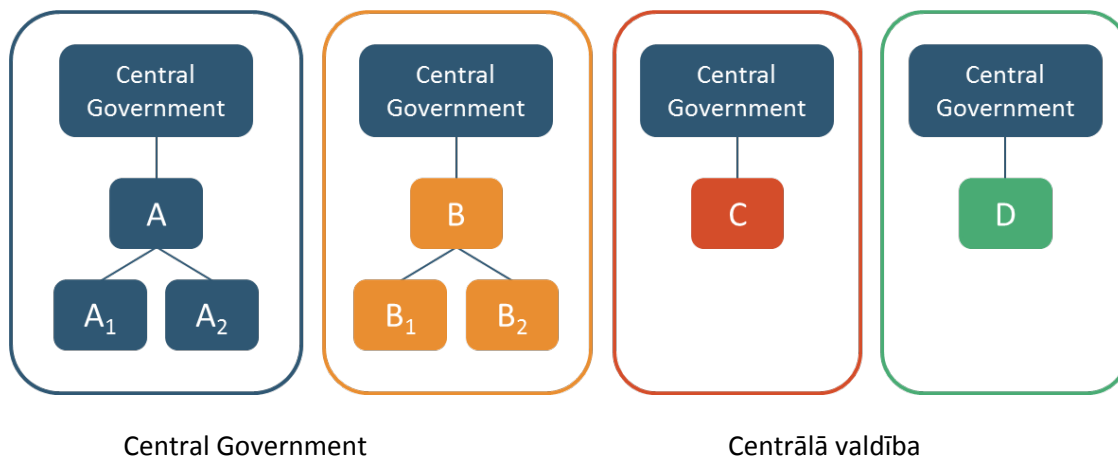 Central
Government
Central
Government
Central
Government
Central
Government
A
B
C
D
A₁
A₂
B₁
B₂
Central Government
Centrālā valdība